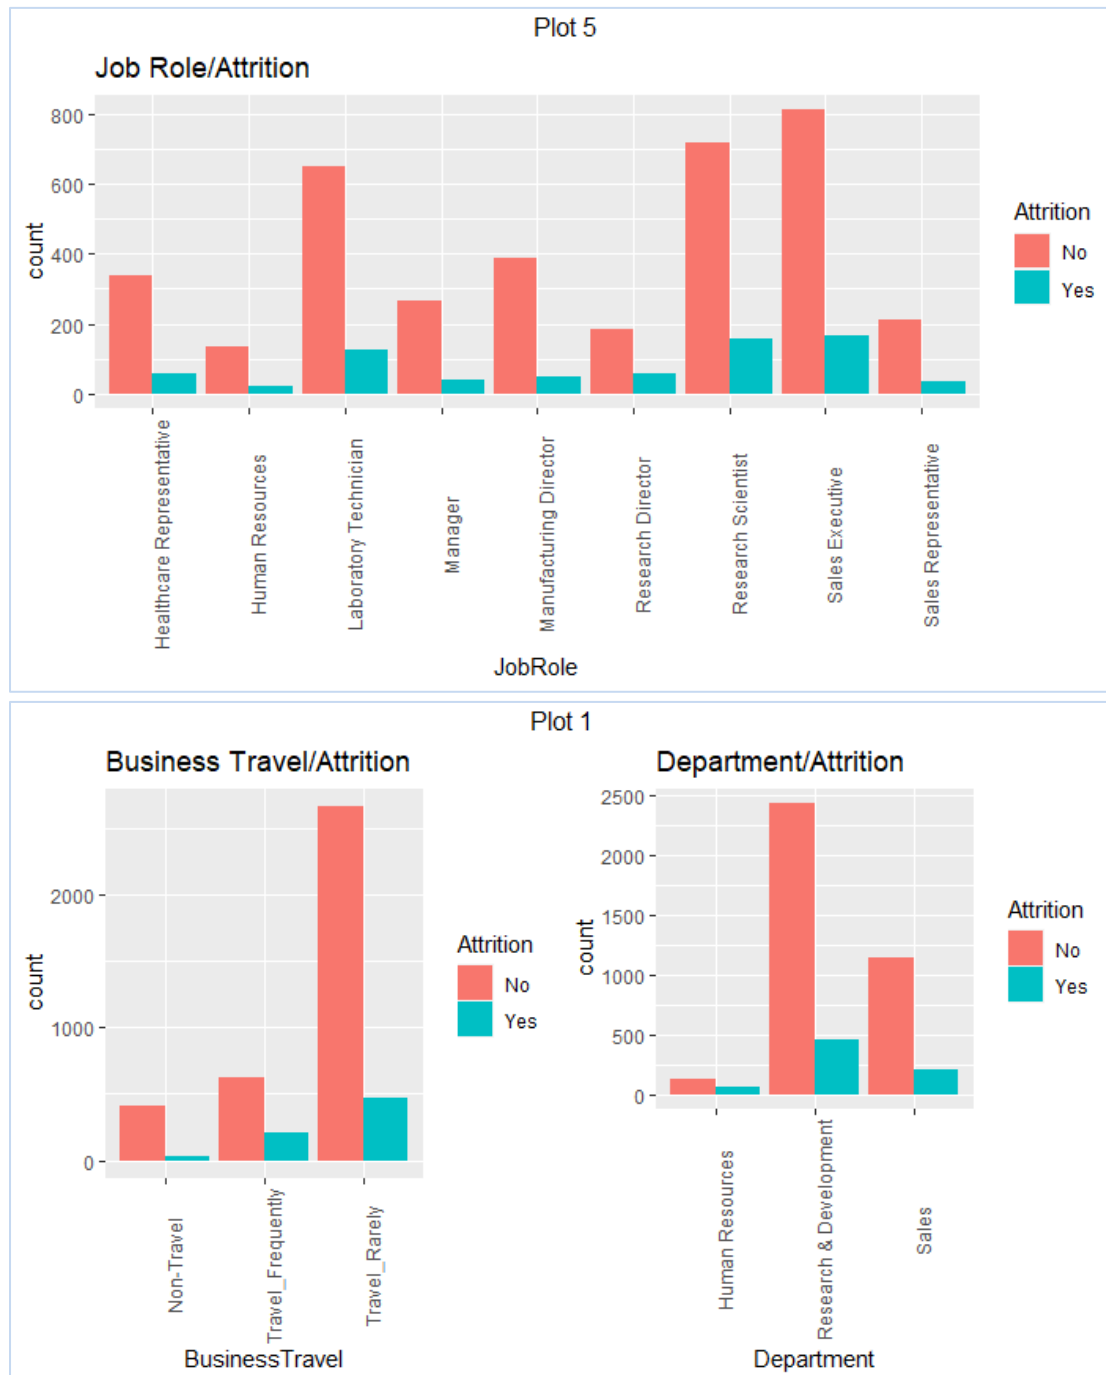 Plot 5
Job Role/Attrition
count
800
600
400
200
0
Healthcare Representative
Human Resources
Laboratory Technician
Manager
Manufacturing Director
Research Director
Research Scientist
Sales Executive
Sales Representative
JobRole
Attrition
No
Yes
Plot 1
Business Travel/Attrition
count
2000
1000
0
Non-Travel
Travel_Frequently
Travel_Rarely
BusinessTravel
Attrition
No
Yes
Department/Attrition
count
2500
2000
1500
1000
500
0
Human Resources
Research & Development
Sales
Department
Attrition
No
Yes